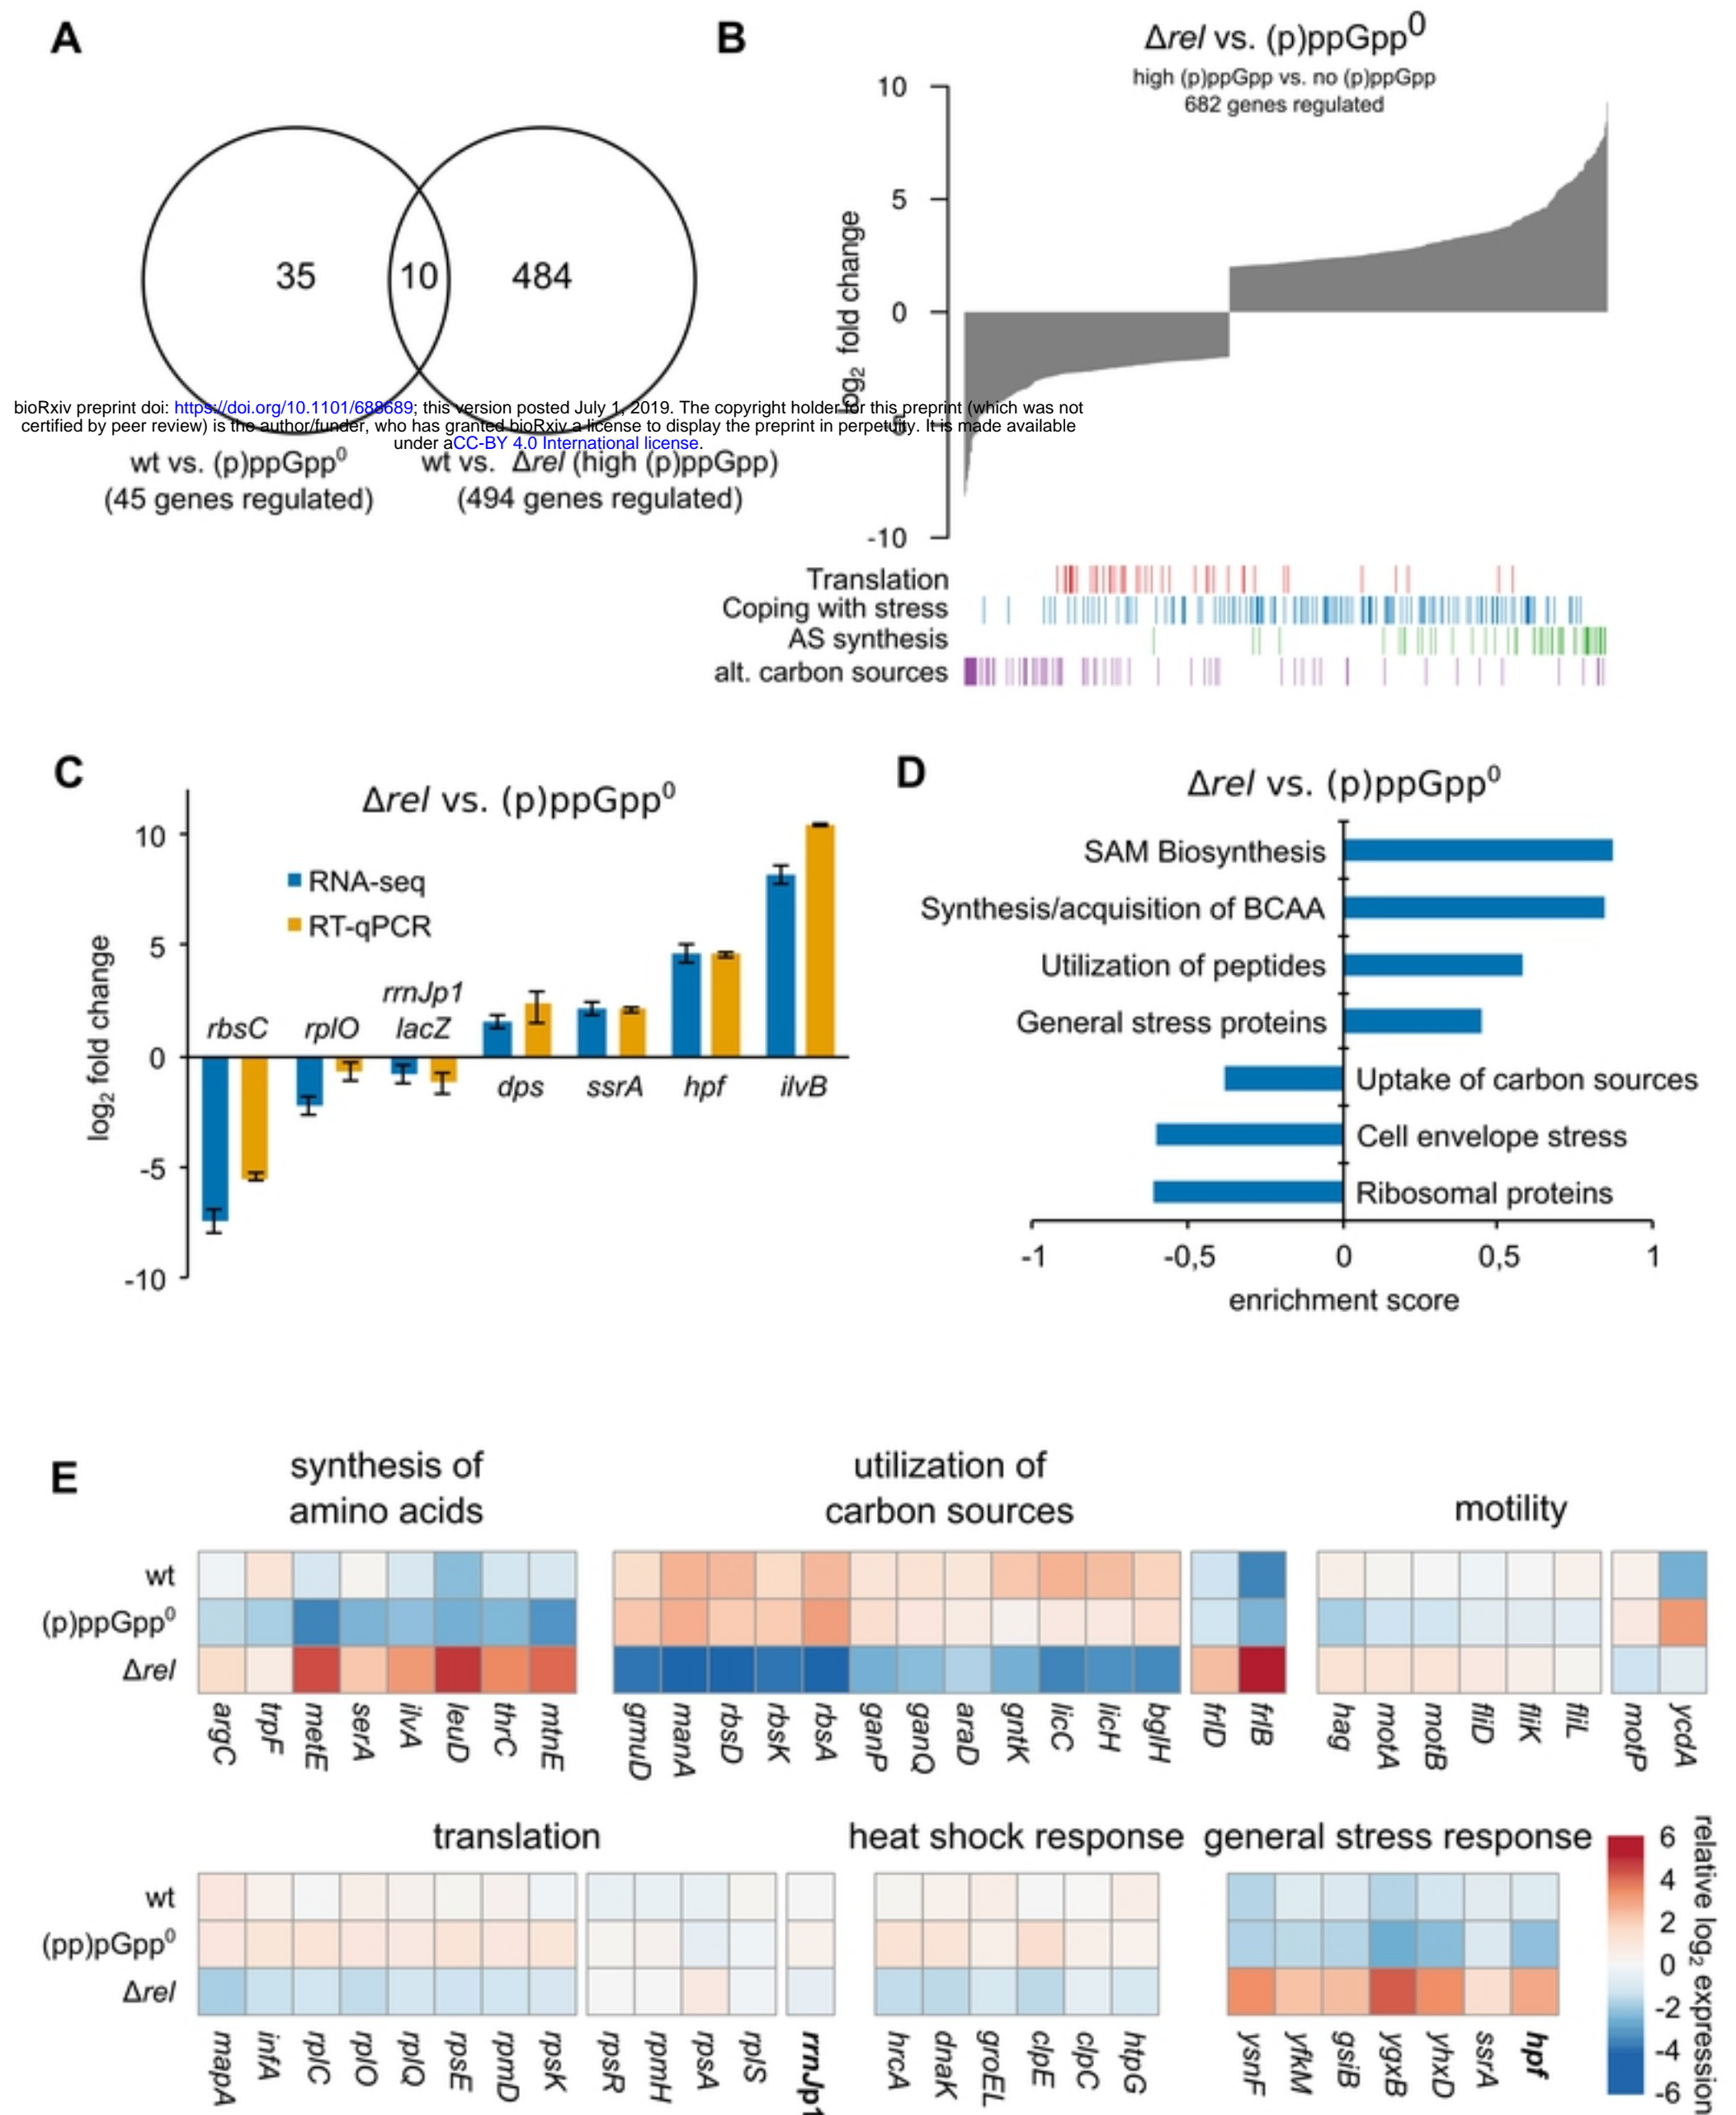 A
35
10
484
bioRxiv preprint doi: https://doi.org/10.1101/688689; this version posted July 1, 2019. The copyright holder for this preprint (which was not
certified by peer review) is the author/funder, who has granted bioRxiv a license to display the preprint in perpetuity. It is made available
under aCC-BY 4.0 International license.
wt vs. (p)ppGpp⁰
(45 genes regulated)
wt vs. Δrel (high (p)ppGpp)
(494 genes regulated)
B
Δrel vs. (p)ppGpp⁰
high (p)ppGpp vs. no (p)ppGpp
682 genes regulated
log₂ fold change
10
5
0
-5
-10
Translation
Coping with stress
AS synthesis
alt. carbon sources
C
Δrel vs. (p)ppGpp⁰
RNA-seq
RT-qPCR
log₂ fold change
10
5
0
-5
-10
rbsC
rplO
rrnJp1
lacZ
dps
ssrA
hpf
ilvB
D
Δrel vs. (p)ppGpp⁰
SAM Biosynthesis
Synthesis/acquisition of BCAA
Utilization of peptides
General stress proteins
Uptake of carbon sources
Cell envelope stress
Ribosomal proteins
-1
-0,5
0
0,5
1
enrichment score
E
synthesis of
amino acids
utilization of
carbon sources
motility
wt
(p)ppGpp⁰
Δrel
argC
trpF
metE
serA
ilvA
leuD
thrC
mtnE
gmuD
manA
rbsD
rbsK
rbsA
ganP
ganQ
araD
gntK
licC
licH
bglH
frlD
frlB
hag
motA
motB
fliD
fliK
fliL
motP
ycdA
translation
heat shock response
general stress response
wt
(pp)pGpp⁰
Δrel
mapA
infA
rplC
rplO
rplQ
rpsE
rpmD
rpsK
rpsR
rpmH
rpsA
rplS
rrnJp1
hrcA
dnaK
groEL
clpE
clpC
htpG
ysnF
yfkM
gsiB
ygxB
yhxD
ssrA
hpf
6
4
2
0
-2
-4
-6
relative log₂ expression